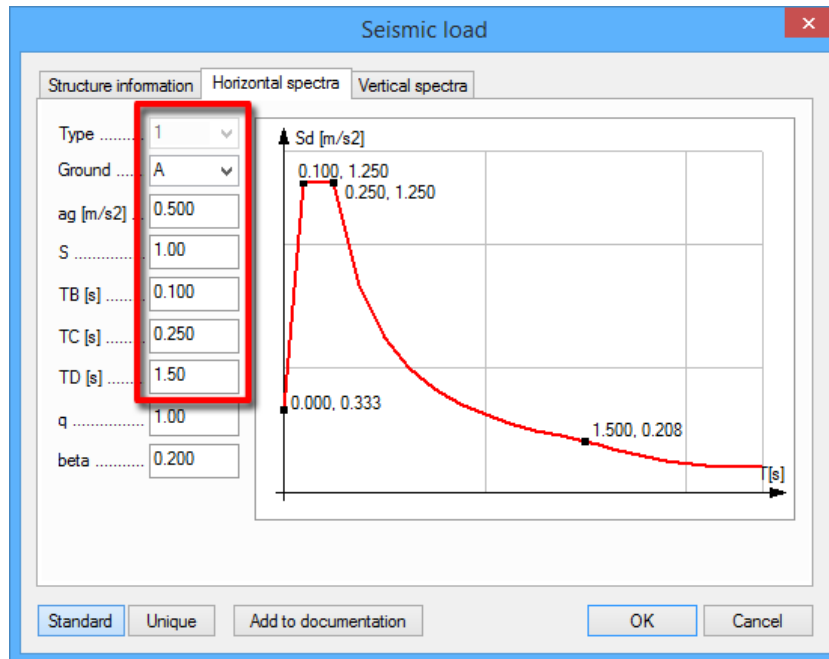 Seismic load
Structure information Horizontal spectra Vertical spectra
Type ......... 1
Ground ..... A
ag [m/s2] .. 0.500
S .............. 1.00
TB [s] ....... 0.100
TC [s] ....... 0.250
TD [s] ....... 1.50
q .............. 1.00
beta .......... 0.200
Sd [m/s2]
0.100, 1.250
0.250, 1.250
0.000, 0.333
1.500, 0.208
T[s]
Standard Unique Add to documentation OK Cancel